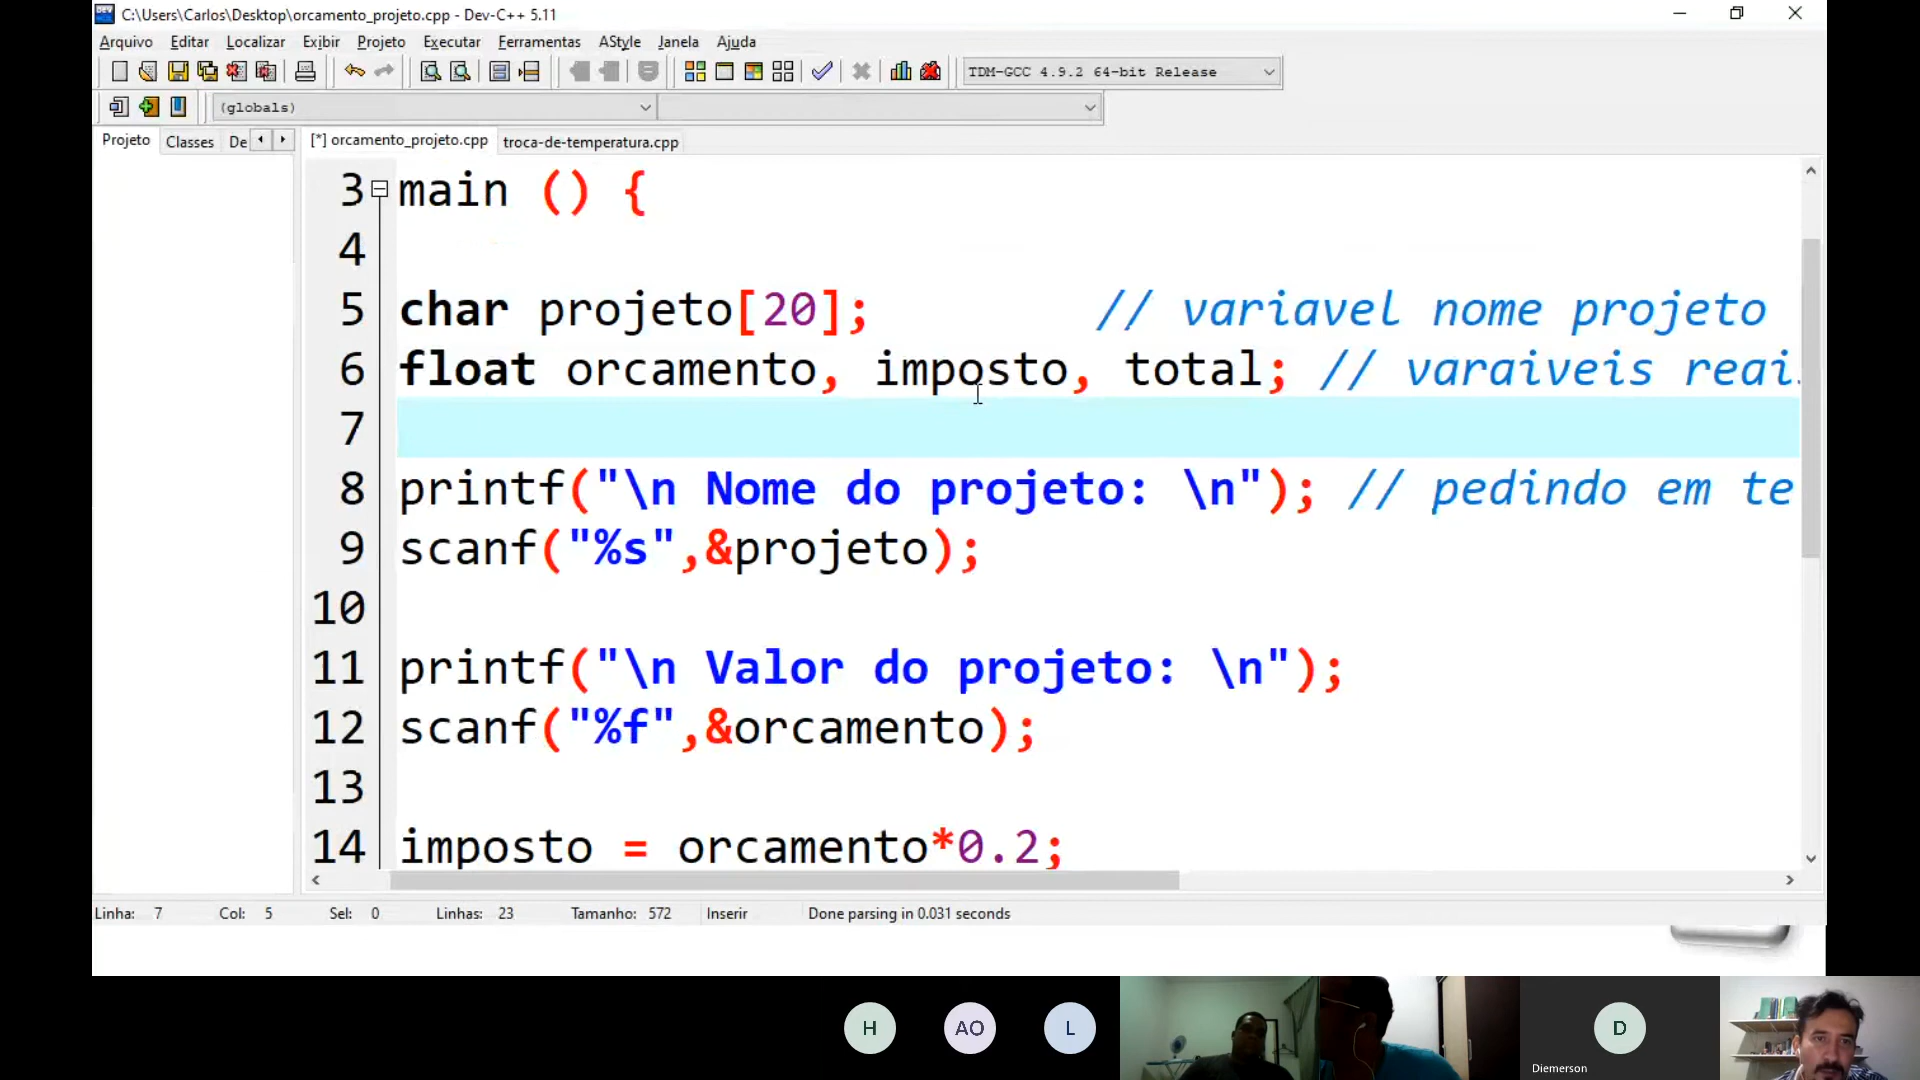 C:\Users\Carlos\Desktop\orcamento_projeto.cpp - Dev-C++ 5.11
Arquivo Editar Localizar Exibir Projeto Executar Ferramentas AStyle Janela Ajuda
TDM-GCC 4.9.2 64-bit Release
(globals)
Projeto Classes De [*] orcamento_projeto.cpp troca-de-temperatura.cpp
3 main () {
4
5 char projeto[20]; // variavel nome projeto
6 float orcamento, imposto, total; // varaiveis reai
7
8 printf("\n Nome do projeto: \n"); // pedindo em te
9 scanf("%s",&projeto);
10
11 printf("\n Valor do projeto: \n");
12 scanf("%f",&orcamento);
13
14 imposto = orcamento*0.2;
Linha: 7 Col: 5 Sel: 0 Linhas: 23 Tamanho: 572 Inserir Done parsing in 0.031 seconds
H AO L D
Diemerson